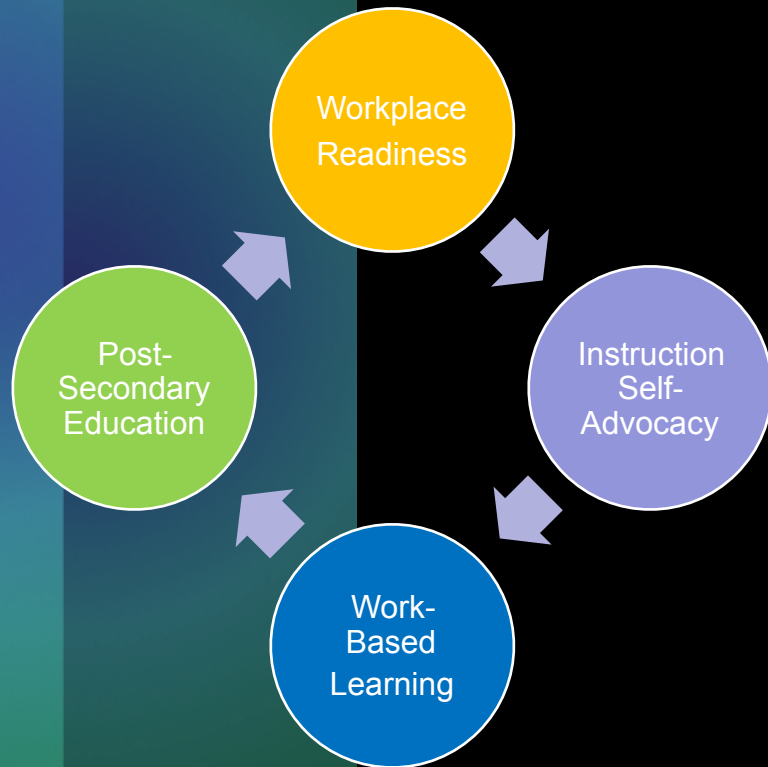 Workplace
Readiness
Instruction
Self-
Advocacy
Work-
Based
Learning
Post-
Secondary
Education